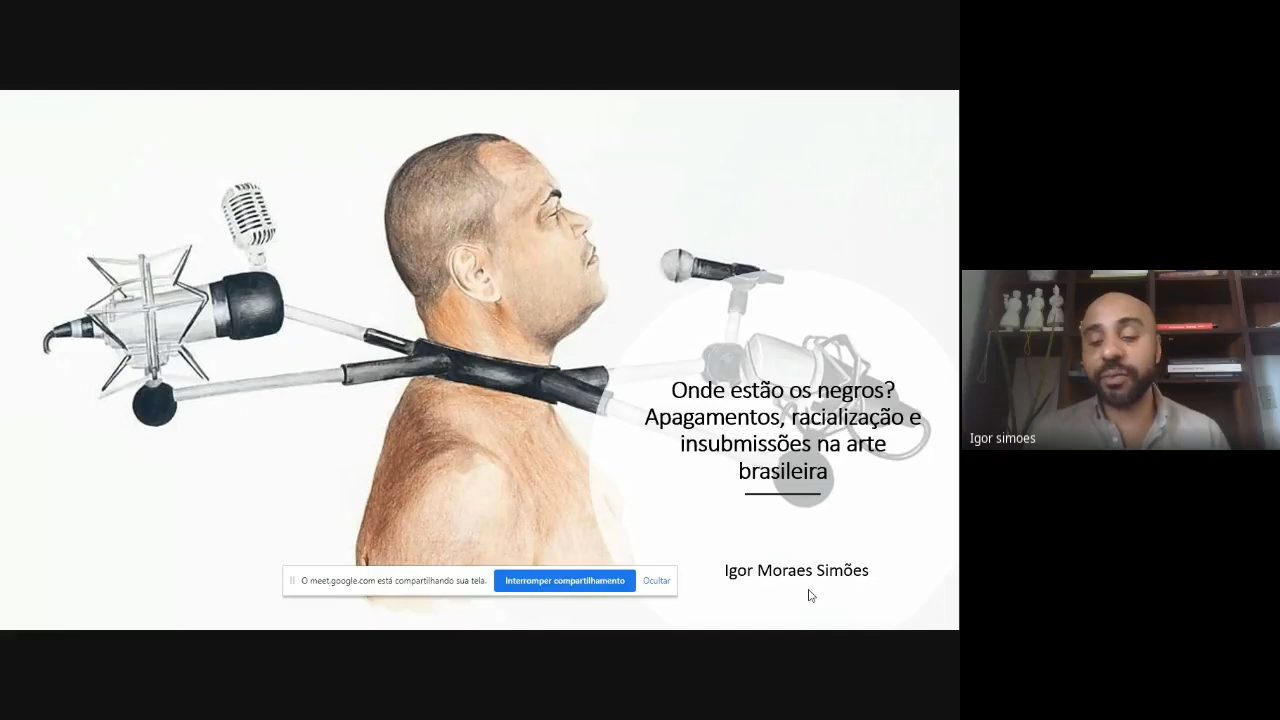 Onde estão os negros?
Apagamentos, racialização e
insubmissões na arte
brasileira
Igor Moraes Simões
O meet.google.com está compartilhando sua tela.
Interromper compartilhamento
Ocultar
Igor simoes